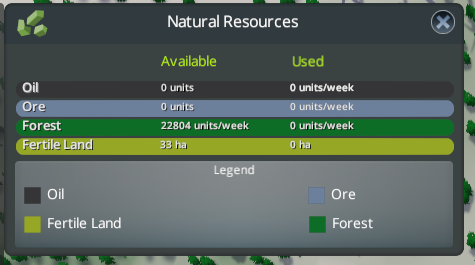 Natural Resources
Available Used
Oil 0 units 0 units/week
Ore 0 units 0 units/week
Forest 22804 units/week 0 units/week
Fertile Land 33 ha 0 ha
Legend
Oil Ore
Fertile Land Forest